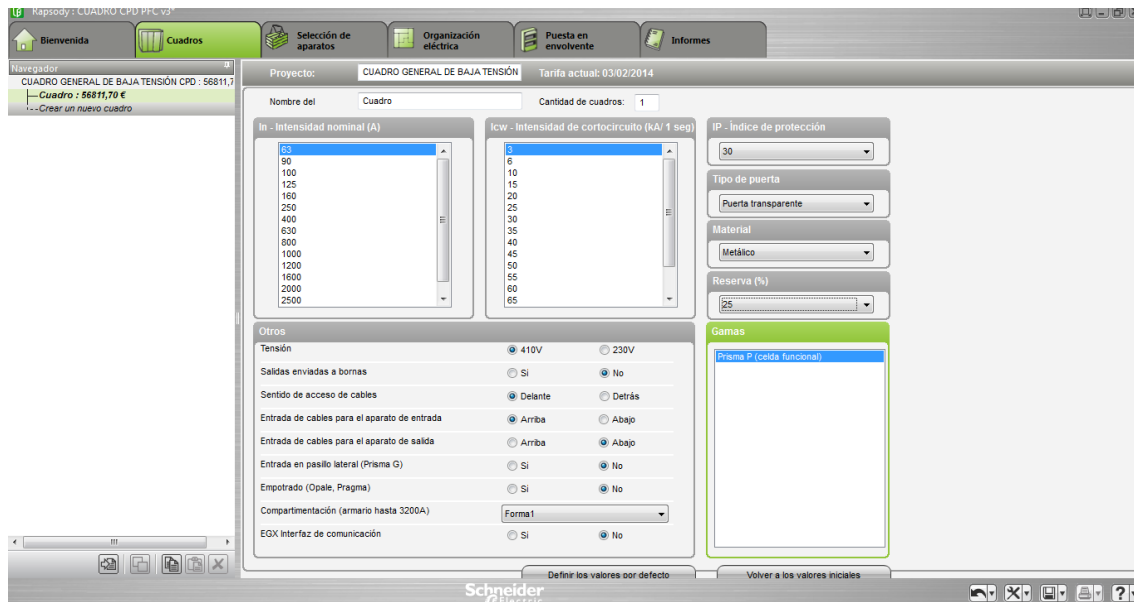 Rapsody : CUADRO CPD PFC v3*
Bienvenida
Cuadros
Selección de aparatos
Organización eléctrica
Puesta en envolvente
Informes
Navegador
CUADRO GENERAL DE BAJA TENSIÓN CPD : 56811,7
Cuadro : 56811,70 €
Crear un nuevo cuadro
Proyecto:
CUADRO GENERAL DE BAJA TENSIÓN
Tarifa actual: 03/02/2014
Nombre del
Cuadro
Cantidad de cuadros:
1
In - Intensidad nominal (A)
63
90
100
125
160
250
400
630
800
1000
1200
1600
2000
2500
Icw - Intensidad de cortocircuito (kA/ 1 seg)
3
6
10
15
20
25
30
35
40
45
50
55
60
65
IP - Índice de protección
30
Tipo de puerta
Puerta transparente
Material
Metálico
Reserva (%)
25
Otros
Tensión 410V 230V
Salidas enviadas a bornas Si No
Sentido de acceso de cables Delante Detrás
Entrada de cables para el aparato de entrada Arriba Abajo
Entrada de cables para el aparato de salida Arriba Abajo
Entrada en pasillo lateral (Prisma G) Si No
Empotrado (Opale, Pragma) Si No
Compartimentación (armario hasta 3200A) Forma1
EGX Interfaz de comunicación Si No
Gamas
Prisma P (celda funcional)
Definir los valores por defecto
Volver a los valores iniciales
Schneider
Electric